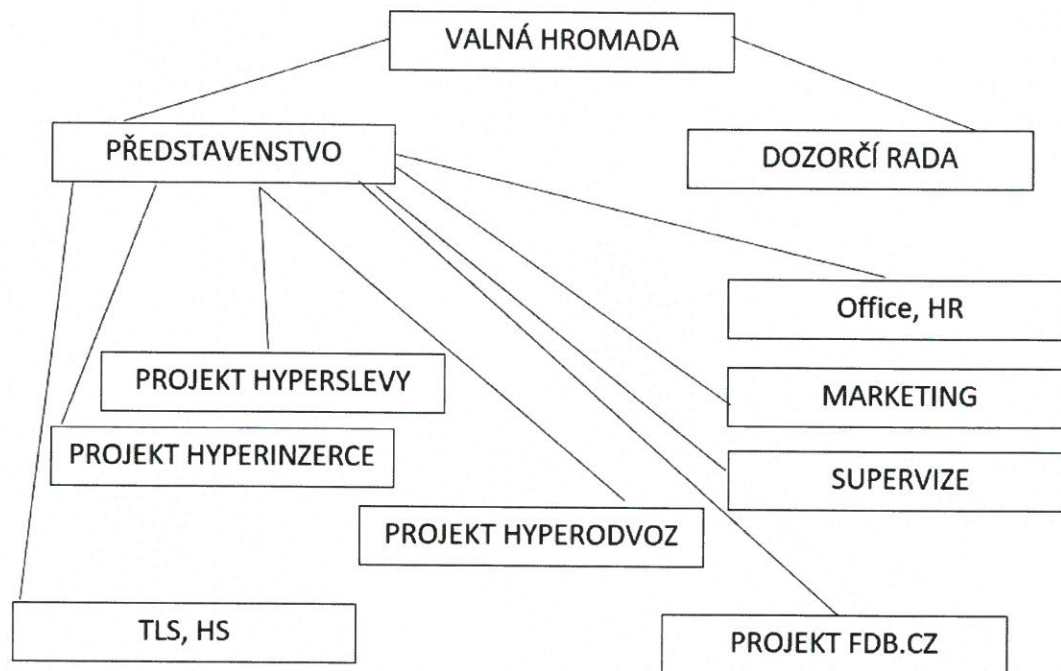 VALNÁ HROMADA
PŘEDSTAVENSTVO
DOZORČÍ RADA
Office, HR
PROJEKT HYPERSLEVY
MARKETING
PROJEKT HYPERINZERCE
SUPERVIZE
PROJEKT HYPERODVOZ
TLS, HS
PROJEKT FDB.CZ